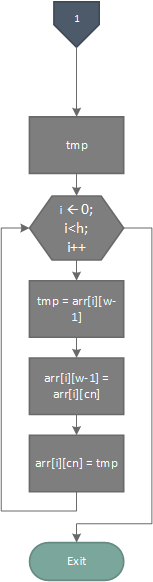 1
tmp
i ← 0;
i<h;
i++
tmp = arr[i][w-
1]
arr[i][w-1] =
arr[i][cn]
arr[i][cn] = tmp
Exit